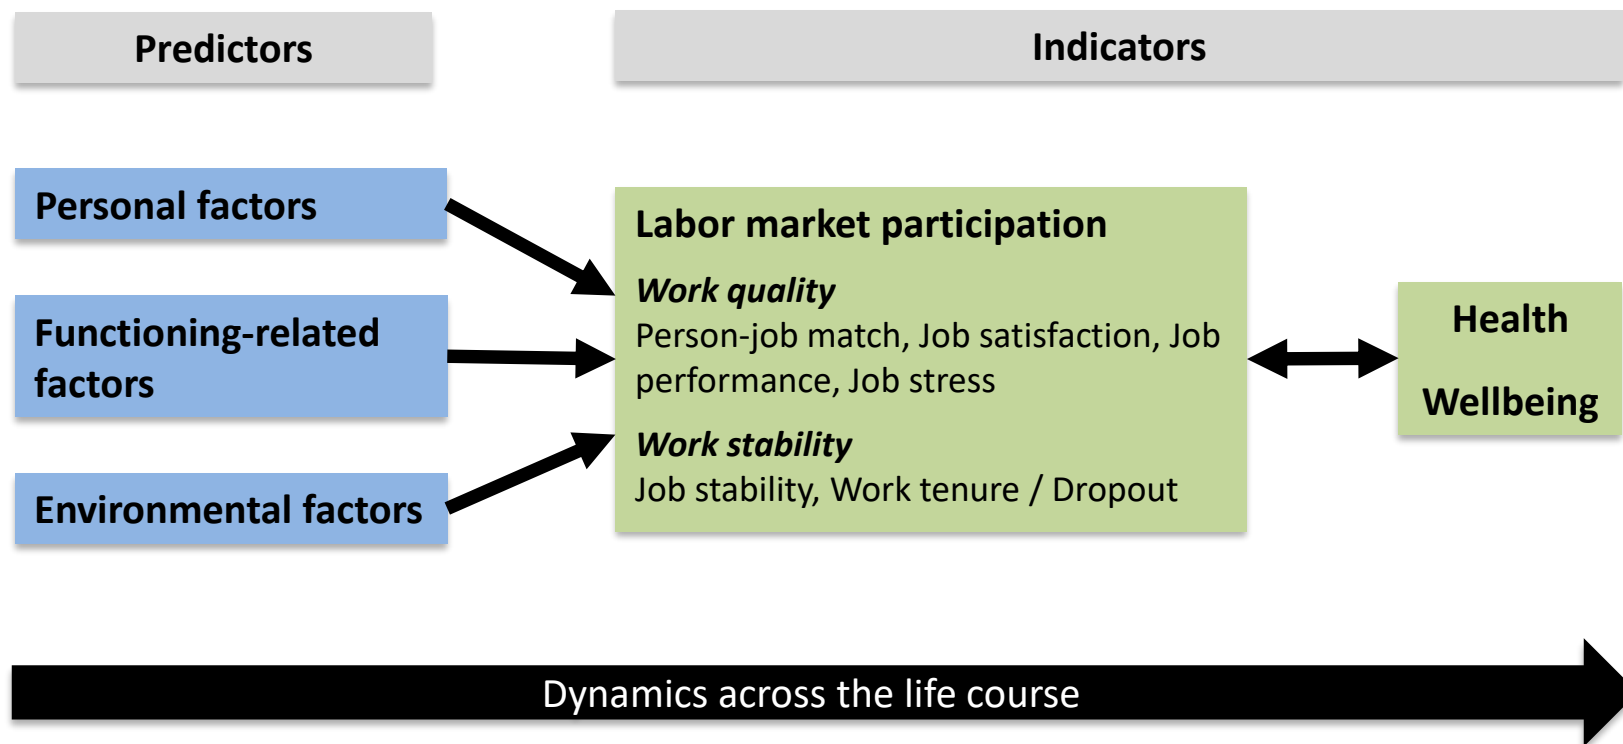 Predictors
Indicators
Personal factors
Functioning-related
factors
Environmental factors
Labor market participation
Work quality
Person-job match, Job satisfaction, Job
performance, Job stress
Work stability
Job stability, Work tenure / Dropout
Health
Wellbeing
Dynamics across the life course